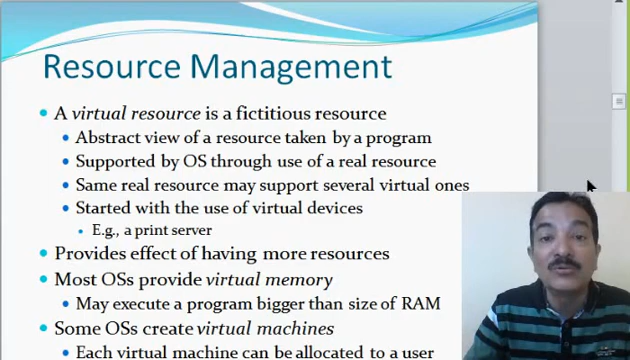 Resource Management
A virtual resource is a fictitious resource
Abstract view of a resource taken by a program
Supported by OS through use of a real resource
Same real resource may support several virtual ones
Started with the use of virtual devices
E.g., a print server
Provides effect of having more resources
Most OSs provide virtual memory
May execute a program bigger than size of RAM
Some OSs create virtual machines
Each virtual machine can be allocated to a user